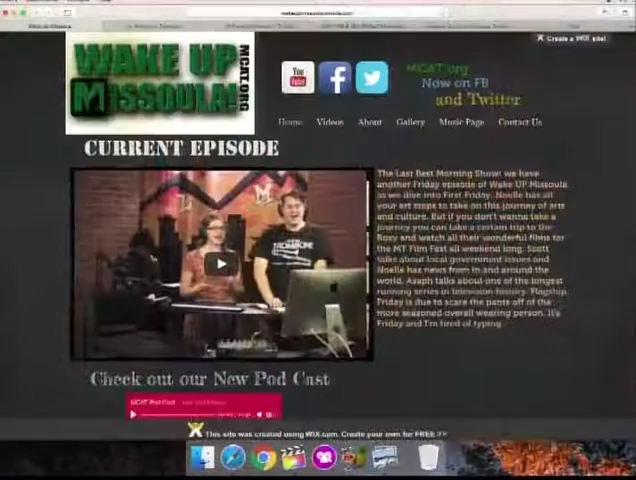 Create a WiX site!
WAKE UP
MISSOULA!
MCAT.ORG
You
Tube
MCAT.org
Now on FB
and Twitter
Home Videos About Gallery Music Page Contact Us
CURRENT EPISODE
The Last Best Morning Show! we have
another Friday episode of Wake UP Missoula
as we dive into First Friday. Noelle has all
your art stops to take on this journey of arts
and culture. But if you don't wanna take a
journey you can take a certain trip to the
Roxy and watch all their wonderful films for
the MT Film Fest all weekend long. Scott
talks about local government issues and
Noelle has news from in and around the
world. Asaph talks about one of the longest
running series in television history. Flagship
Friday is due to scare the pants off of the
more seasoned overall wearing person. It's
Friday and I'm tired of typing
TROMBONE
Check out our New Pod Cast
MCAT Pod Cast
This site was created using WIX.com. Create your own for FREE >>